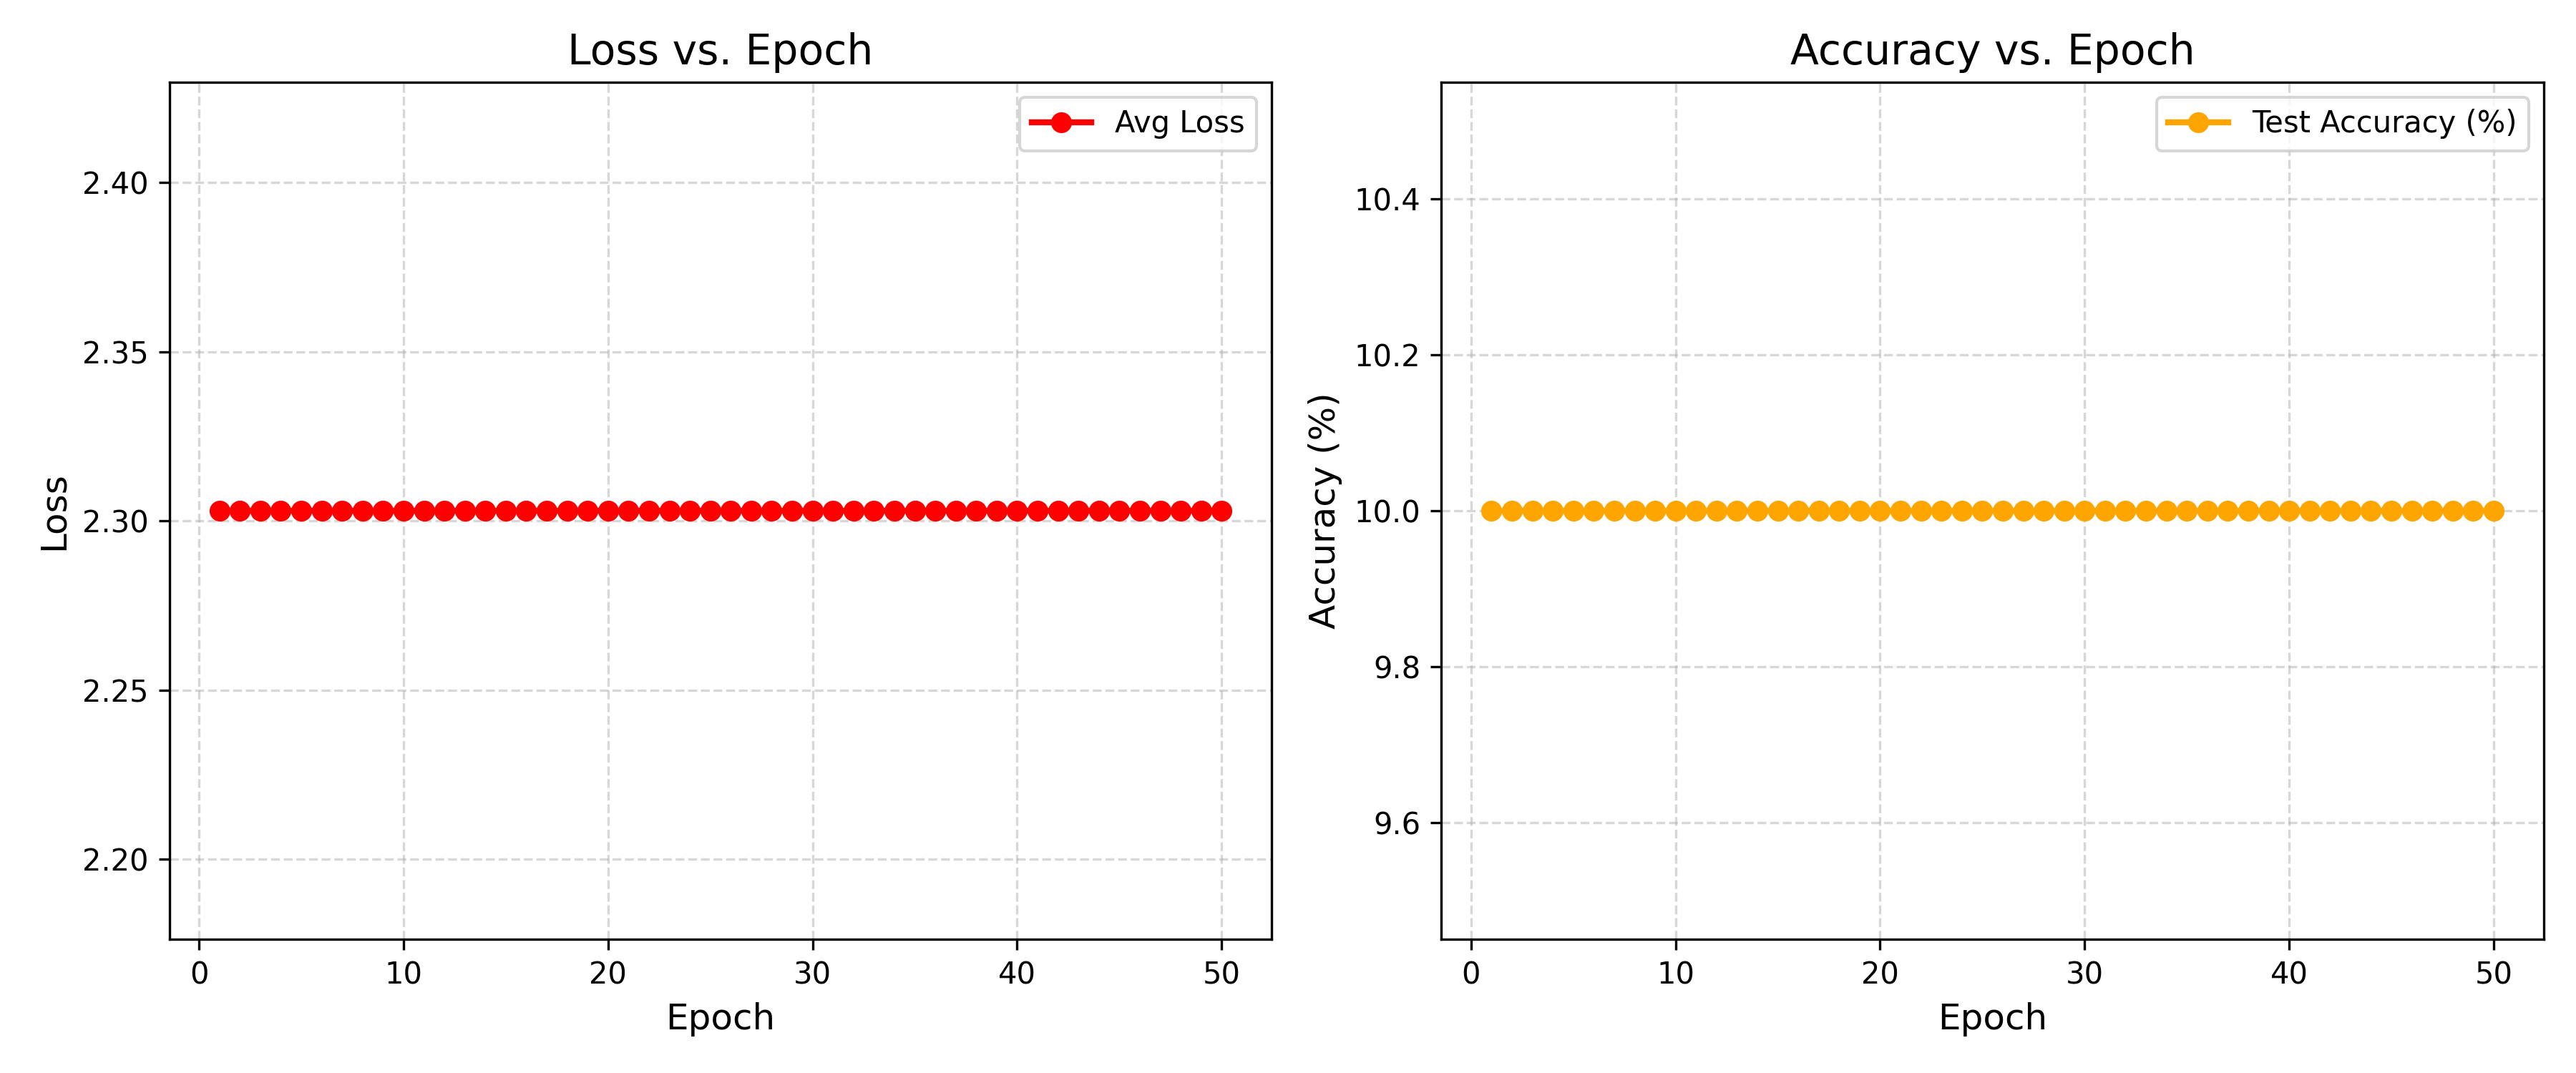 Loss vs. Epoch
Avg Loss
2.40
2.35
2.30
2.25
2.20
Loss
0 10 20 30 40 50
Epoch
Accuracy vs. Epoch
Test Accuracy (%)
10.4
10.2
10.0
9.8
9.6
Accuracy (%)
0 10 20 30 40 50
Epoch